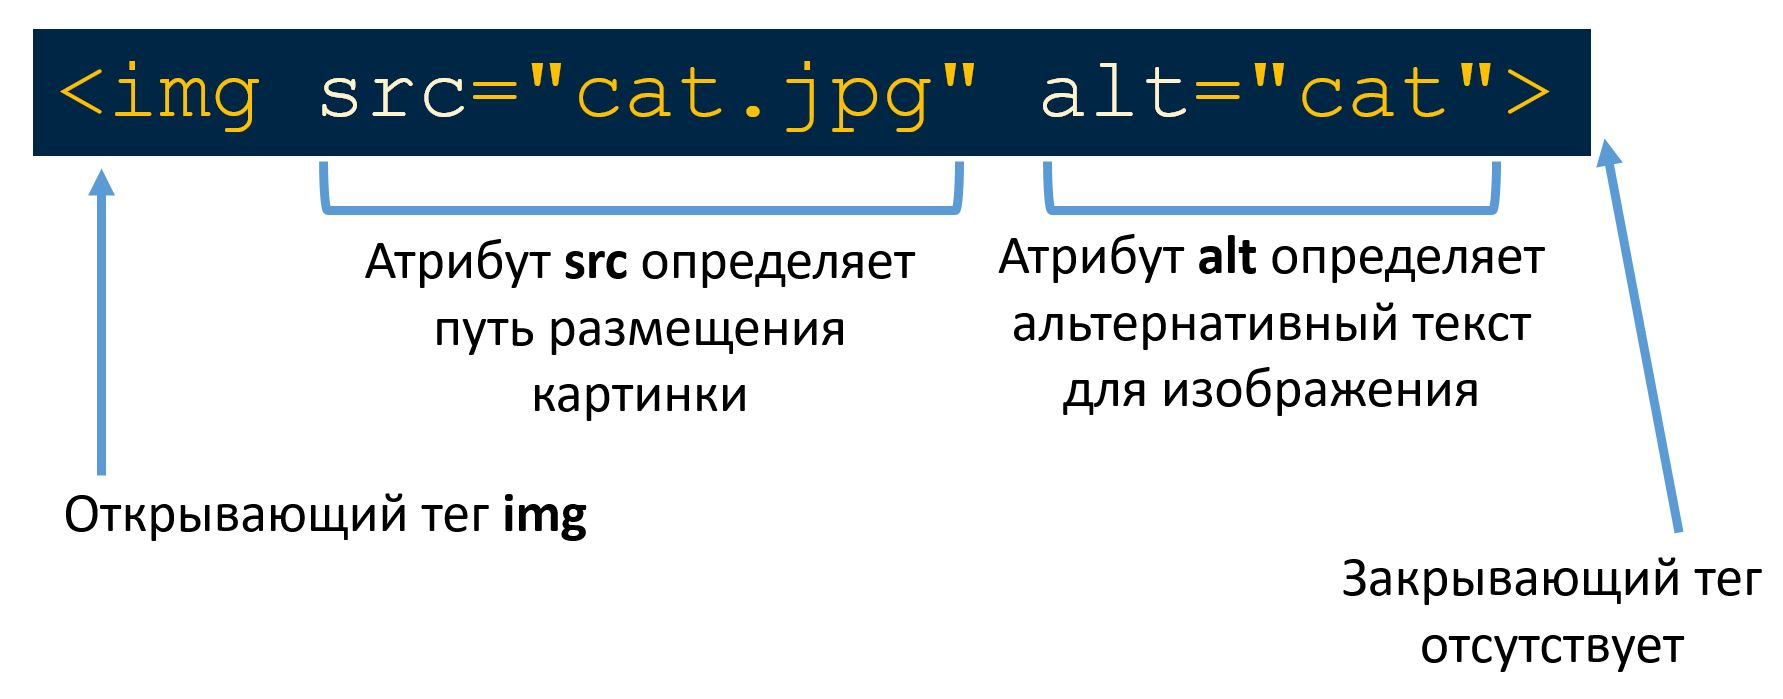 <img src="cat.jpg" alt="cat">
Атрибут src определяет
путь размещения
картинки
Атрибут alt определяет
альтернативный текст
для изображения
Открывающий тег img
Закрывающий тег
отсутствует